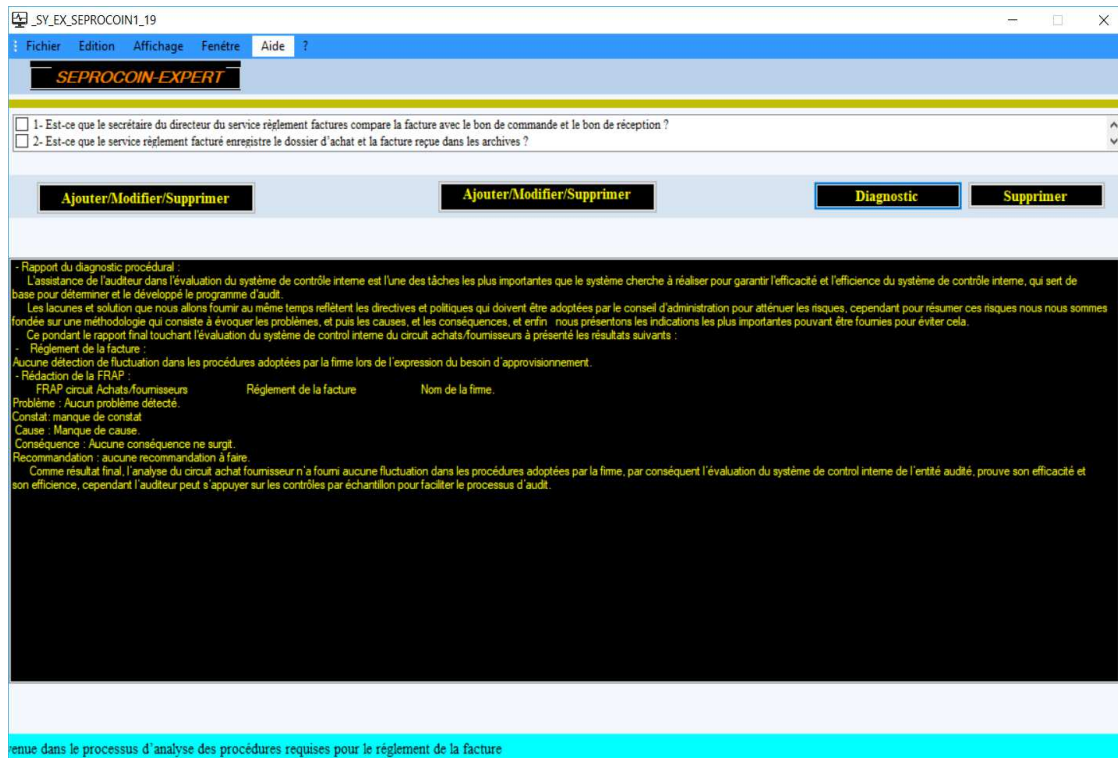 _SY_EX_SEPROCOIN1_19
Fichier Edition Affichage Fenétre Aide ?
SEPROCOIN-EXPERT
1- Est-ce que le secrétaire du directeur du service règlement factures compare la facture avec le bon de commande et le bon de réception ?
2- Est-ce que le service règlement facturé enregistre le dossier d'achat et la facture reçue dans les archives ?
Ajouter/Modifier/Supprimer Ajouter/Modifier/Supprimer Diagnostic Supprimer
- Rapport du diagnostic procédural :
L'assistance de l'auditeur dans l'évaluation du système de contrôle interne est l'une des tâches les plus importantes que le système cherche à réaliser pour garantir l'efficacité et l'efficience du système de contrôle interne, qui sert de
base pour déterminer et le développé le programme d'audit.
Les lacunes et solution que nous allons fournir au même temps reflètent les directives et politiques qui doivent être adoptées par le conseil d'administration pour atténuer les risques, cependant pour résumer ces risques nous nous sommes
fondée sur une méthodologie qui consiste à évoquer les problèmes, et puis les causes, et les conséquences, et enfin nous présentons les indications les plus importantes pouvant être fournies pour éviter cela.
Ce pondant le rapport final touchant l'évaluation du système de control interne du circuit achats/fournisseurs à présenté les résultats suivants :
- Réglement de la facture :
Aucune détection de fluctuation dans les procédures adoptées par la firme lors de l'expression du besoin d'approvisionnement.
- Rédaction de la FRAP :
FRAP circuit Achats/fournisseurs Réglement de la facture Nom de la firme.
Problème : Aucun problème détecté.
Constat: manque de constat
Cause : Manque de cause.
Conséquence : Aucune conséquence ne surgit.
Recommandation : aucune recommandation à faire.
Comme résultat final, l'analyse du circuit achat fournisseur n'a fourni aucune fluctuation dans les procédures adoptées par la firme, par conséquent l'évaluation du système de control interne de l'entité audité, prouve son efficacité et
son efficience, cependant l'auditeur peut s'appuyer sur les contrôles par échantillon pour faciliter le processus d'audit.
venue dans le processus d'analyse des procédures requises pour le réglement de la facture